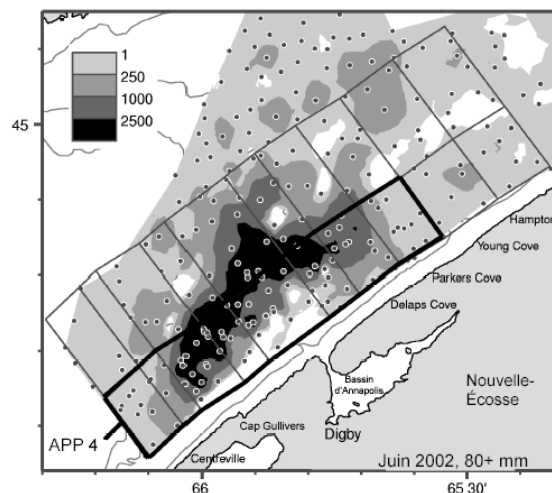 1
250
1000
2500
45
Hampton
Young Cove
Parkers Cove
Delaps Cove
Bassin
d'Annapolis
Nouvelle-
Écosse
Digby
Cap Gullivers
APP 4
Centreville
Juin 2002, 80+ mm
66
65 30'